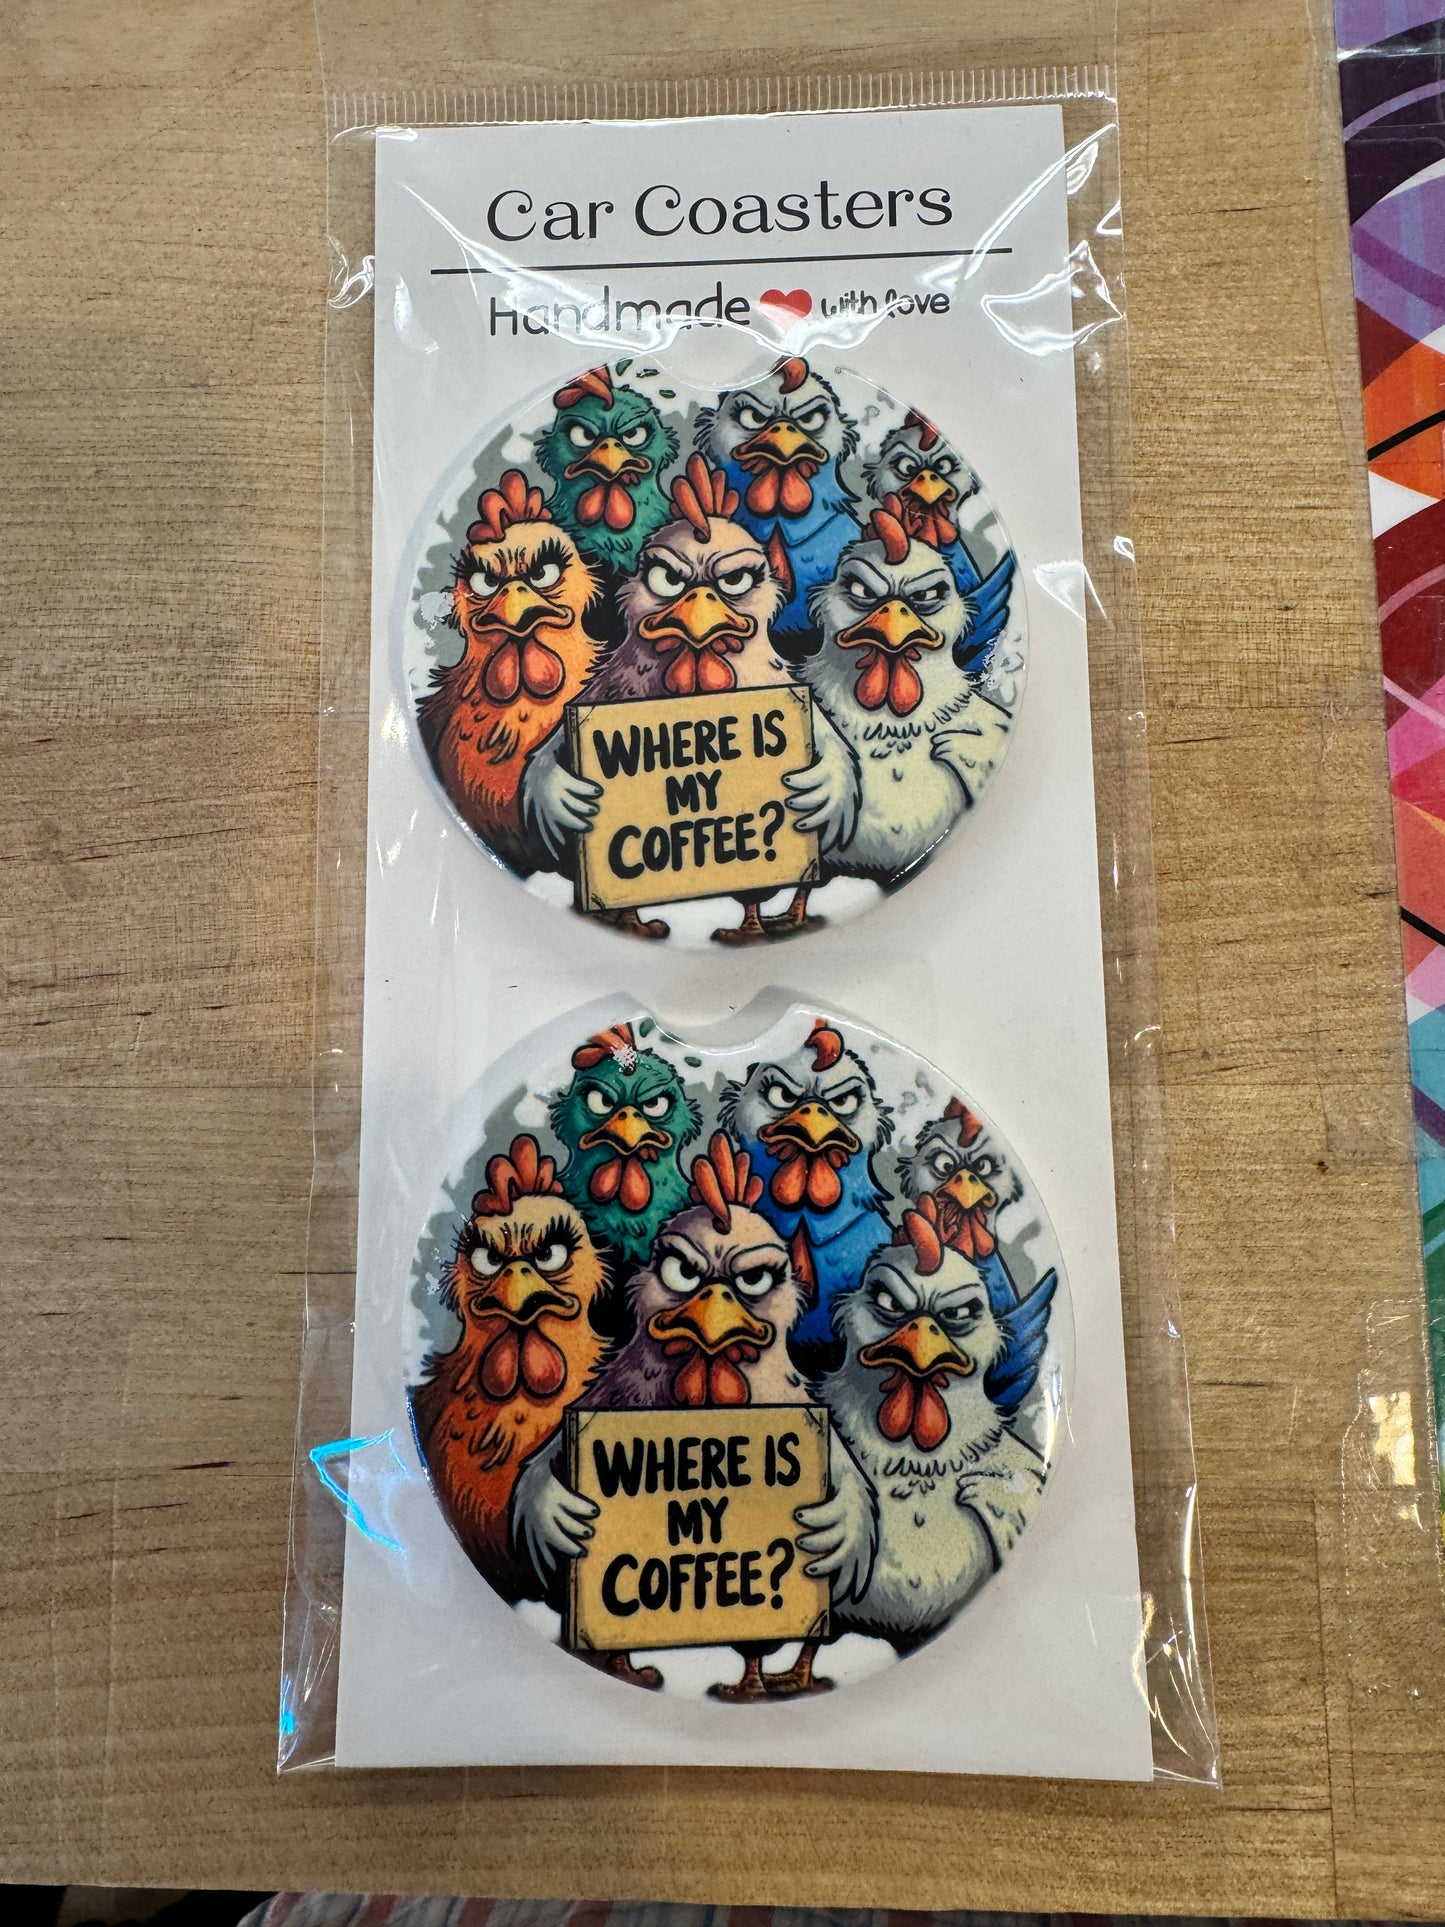 Car Coasters
Handmade with love
WHERE IS
MY
COFFEE?
WHERE IS
MY
COFFEE?